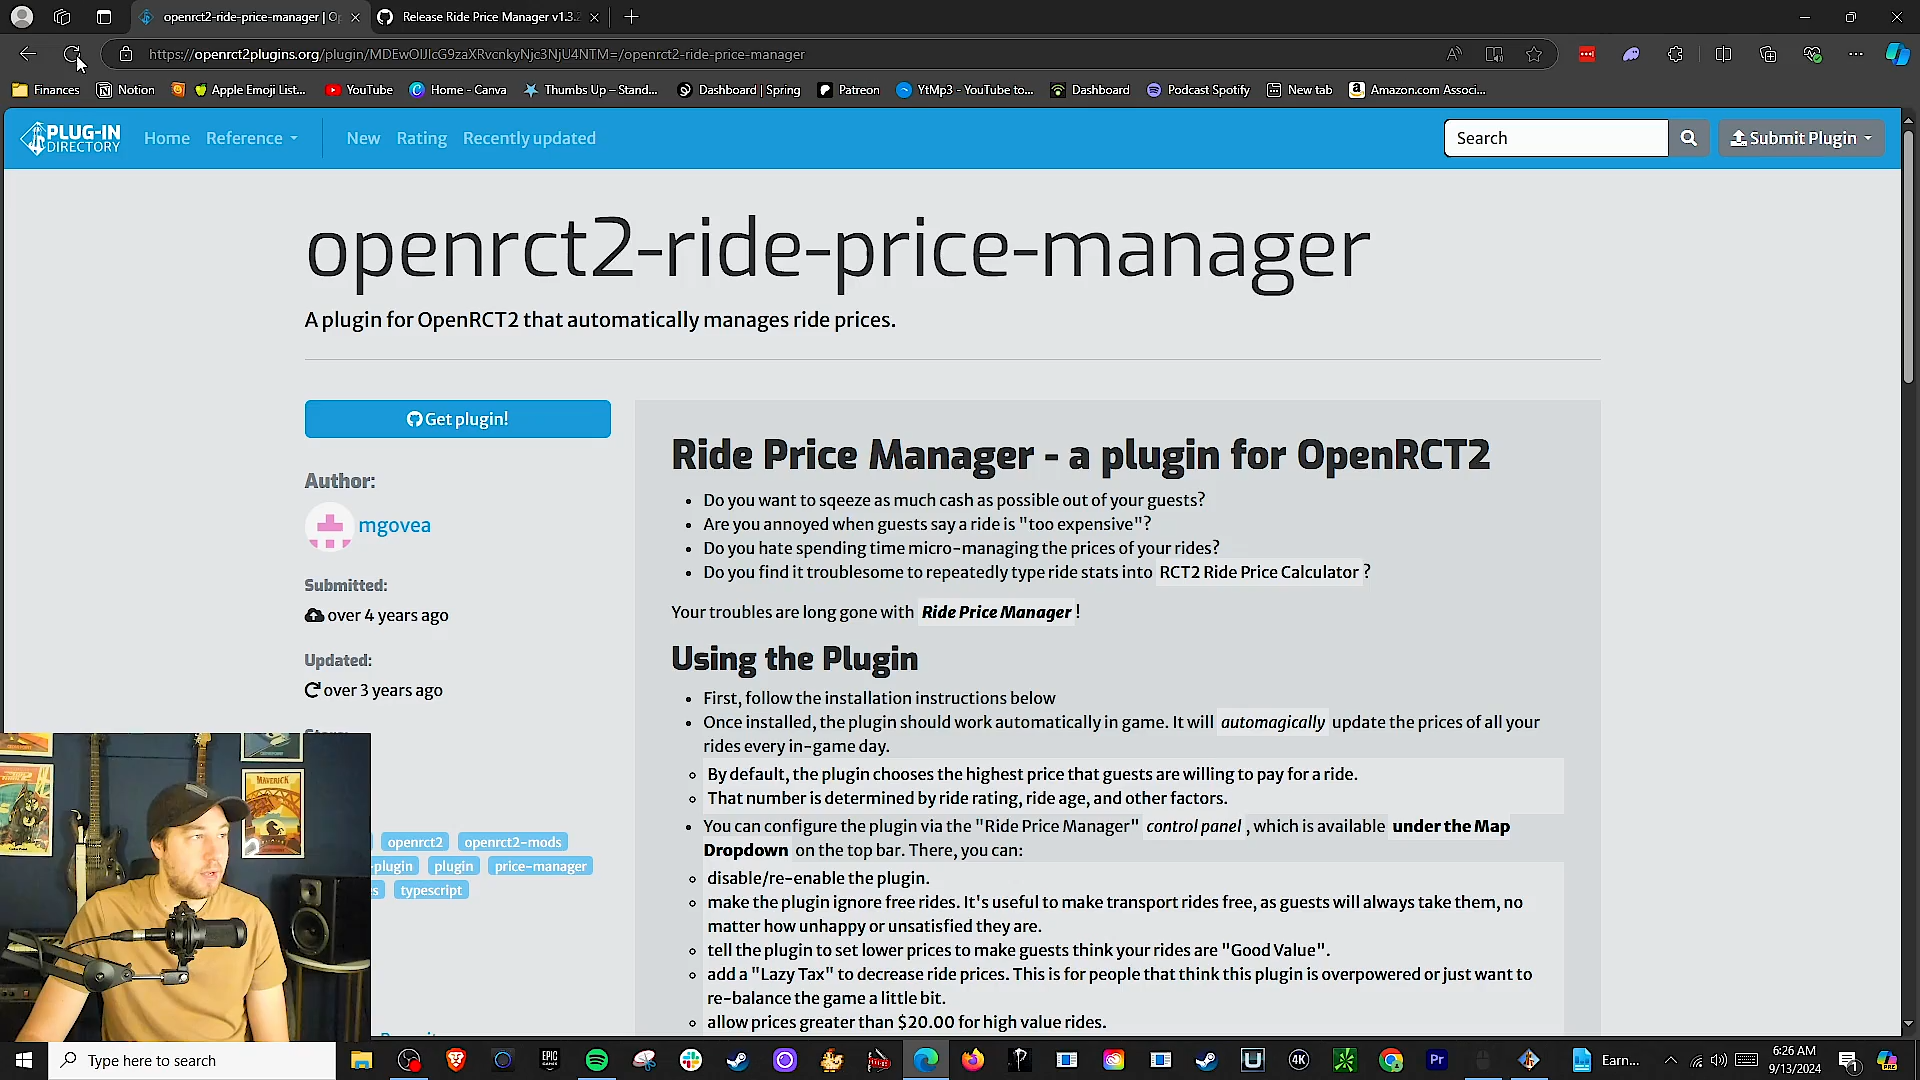 openrct2-ride-price-manager | Op
Release Ride Price Manager v1.3.2
https://openrct2plugins.org/plugin/MDEwOlJlcG9zaXRvcnkyNjc3NjU4NTM=/openrct2-ride-price-manager
Finances
Notion
Apple Emoji List...
YouTube
Home - Canva
Thumbs Up – Stand...
Dashboard | Spring
Patreon
YtMp3 - YouTube to...
Dashboard
Podcast Spotify
New tab
Amazon.com Associ...
PLUG-IN
DIRECTORY
Home
Reference
New
Rating
Recently updated
Search
Submit Plugin
openrct2-ride-price-manager
A plugin for OpenRCT2 that automatically manages ride prices.
Get plugin!
Author:
mgovea
Submitted:
over 4 years ago
Updated:
over 3 years ago
openrct2
openrct2-mods
-plugin
plugin
price-manager
typescript
Ride Price Manager - a plugin for OpenRCT2
• Do you want to sqeeze as much cash as possible out of your guests?
• Are you annoyed when guests say a ride is "too expensive"?
• Do you hate spending time micro-managing the prices of your rides?
• Do you find it troublesome to repeatedly type ride stats into RCT2 Ride Price Calculator ?
Your troubles are long gone with Ride Price Manager !
Using the Plugin
• First, follow the installation instructions below
• Once installed, the plugin should work automatically in game. It will automagically update the prices of all your
rides every in-game day.
◦ By default, the plugin chooses the highest price that guests are willing to pay for a ride.
◦ That number is determined by ride rating, ride age, and other factors.
• You can configure the plugin via the "Ride Price Manager" control panel , which is available under the Map
Dropdown on the top bar. There, you can:
◦ disable/re-enable the plugin.
◦ make the plugin ignore free rides. It's useful to make transport rides free, as guests will always take them, no
matter how unhappy or unsatisfied they are.
◦ tell the plugin to set lower prices to make guests think your rides are "Good Value".
◦ add a "Lazy Tax" to decrease ride prices. This is for people that think this plugin is overpowered or just want to
re-balance the game a little bit.
◦ allow prices greater than $20.00 for high value rides.
MAVERICK
Type here to search
EPIC
GAMES
4K
Pr
Earn...
6:26 AM
9/13/2024
1